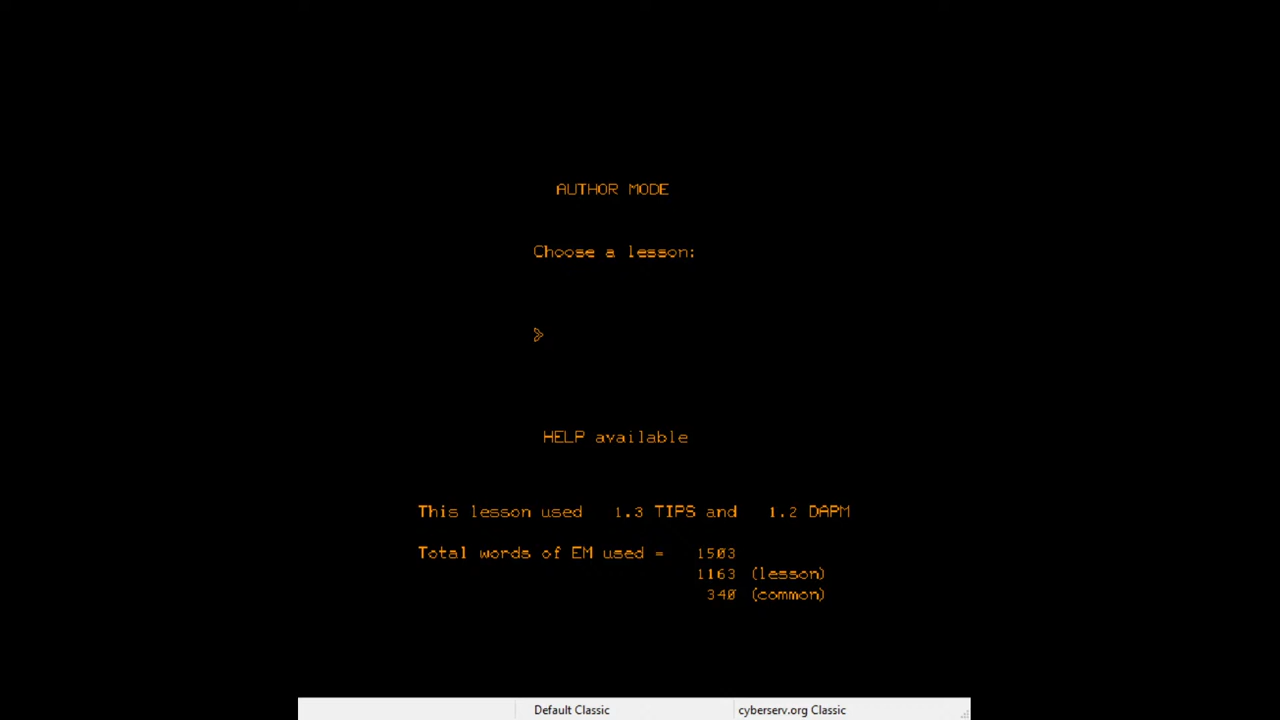 AUTHOR MODE
Choose a lesson:
>
HELP available
This lesson used 1.3 TIPS and 1.2 DAPM
Total words of EM used = 1503
1163 (lesson)
340 (common)
Default Classic cyberserv.org Classic